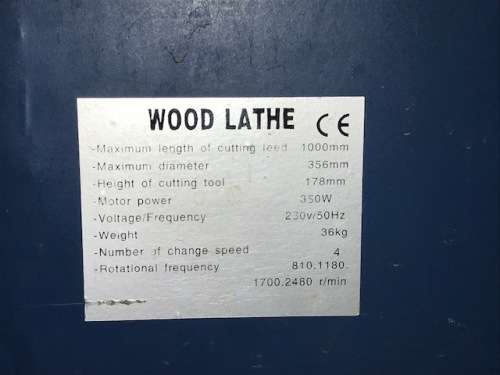 WOOD LATHE CE
-Maximum length of cutting leed 1000mm
-Maximum diameter 356mm
-Height of cutting tool 178mm
-Motor power 350W
-Voltage/Frequency 230v/50Hz
-Weight 36kg
-Number of change speed 4
-Rotational frequency 810.1180.
1700.2480 r/min